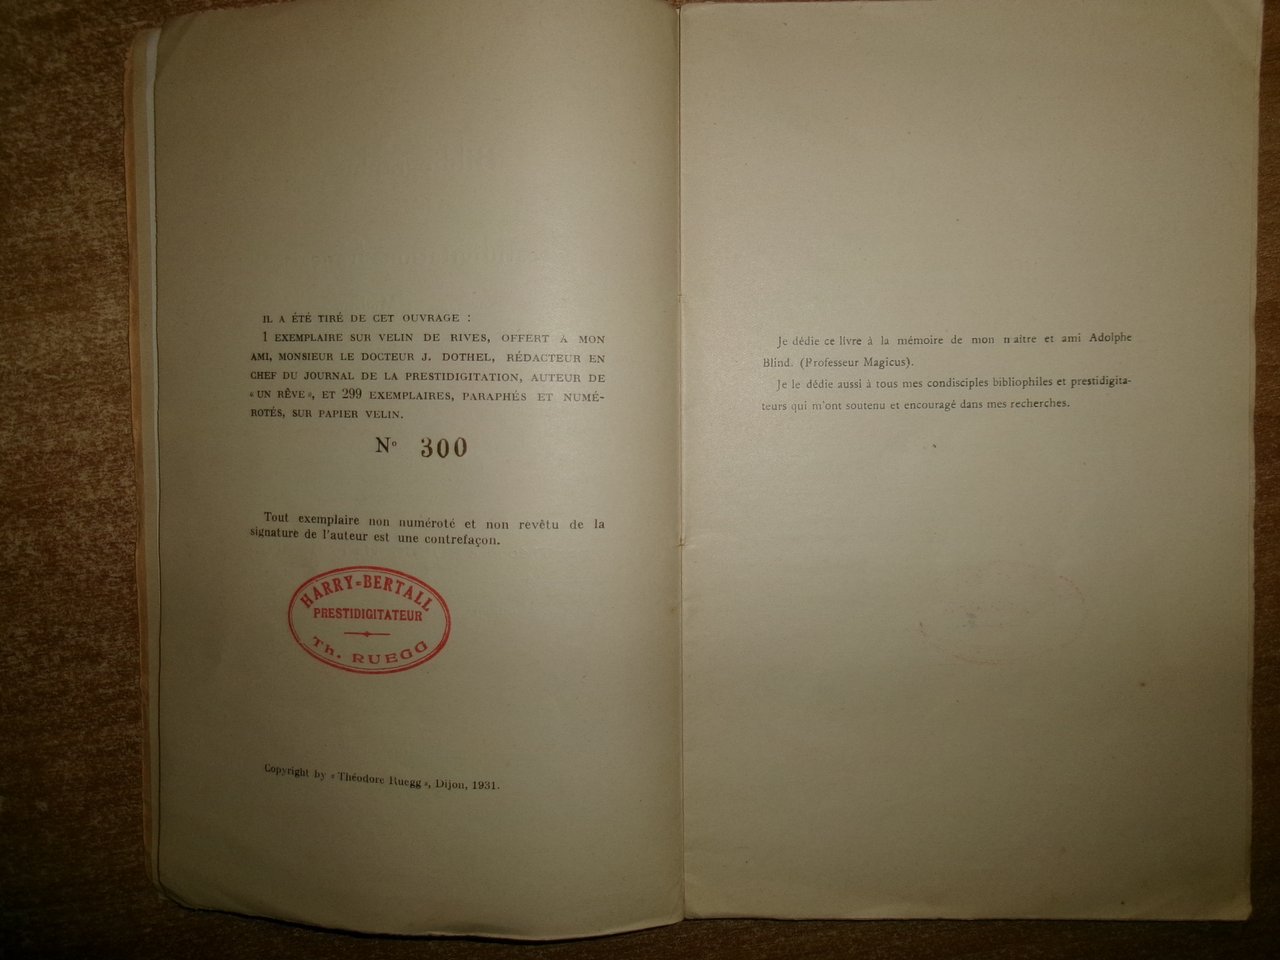 IL A ÉTÉ TIRÉ DE CET OUVRAGE :
1 EXEMPLAIRE SUR VELIN DE RIVES, OFFERT A MON
AMI, MONSIEUR LE DOCTEUR J. DOTHEL, RÉDACTEUR EN
CHEF DU JOURNAL DE LA PRESTIDIGITATION, AUTEUR DE
« UN RÊVE », ET 299 EXEMPLAIRES, PARAPHÉS ET NUMÉ-
ROTÉS, SUR PAPIER VELIN.
N° 300
Tout exemplaire non numéroté et non revêtu de la
signature de l'auteur est une contrefaçon.
HARRY-BERTALL
PRESTIDIGITATEUR
Th. RUEGG
Copyright by « Théodore Ruegg », Dijon, 1931.
Je dédie ce livre à la mémoire de mon maitre et ami Adolphe
Blind. (Professeur Magicus).
Je le dédie aussi à tous mes condisciples bibliophiles et prestidigita-
teurs qui m'ont soutenu et encouragé dans mes recherches.